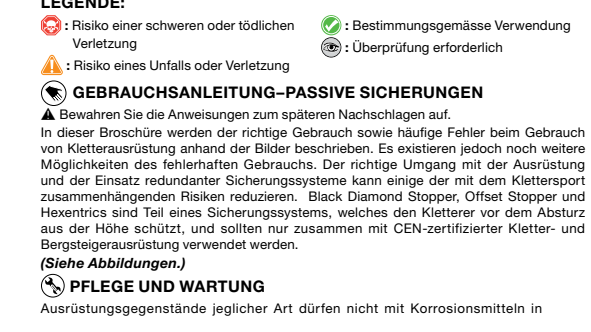 LEGENDE:
: Risiko einer schweren oder tödlichen
Verletzung
: Risiko eines Unfalls oder Verletzung
: Bestimmungsgemässe Verwendung
: Überprüfung erforderlich
GEBRAUCHSANLEITUNG–PASSIVE SICHERUNGEN
Bewahren Sie die Anweisungen zum späteren Nachschlagen auf.
In dieser Broschüre werden der richtige Gebrauch sowie häufige Fehler beim Gebrauch
von Kletterausrüstung anhand der Bilder beschrieben. Es existieren jedoch noch weitere
Möglichkeiten des fehlerhaften Gebrauchs. Der richtige Umgang mit der Ausrüstung
und der Einsatz redundanter Sicherungssysteme kann einige der mit dem Klettersport
zusammenhängenden Risiken reduzieren. Black Diamond Stopper, Offset Stopper und
Hexentrics sind Teil eines Sicherungssystems, welches den Kletterer vor dem Absturz
aus der Höhe schützt, und sollten nur zusammen mit CEN-zertifizierter Kletter- und
Bergsteigerausrüstung verwendet werden.
(Siehe Abbildungen.)
PFLEGE UND WARTUNG
Ausrüstungsgegenstände jeglicher Art dürfen nicht mit Korrosionsmitteln in